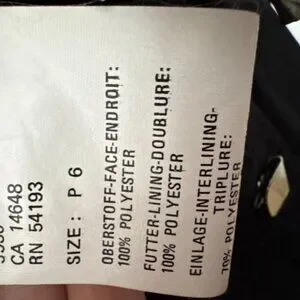 CA 14648
RN 54193
SIZE: P 6
OBERSTOFF-FACE-ENDROIT:
100% POLYESTER
FUTTER-LINING-DOUBLURE:
100% POLYESTER
EINLAGE-INTERLINING-
TRIPLURE:
70% POLYESTER